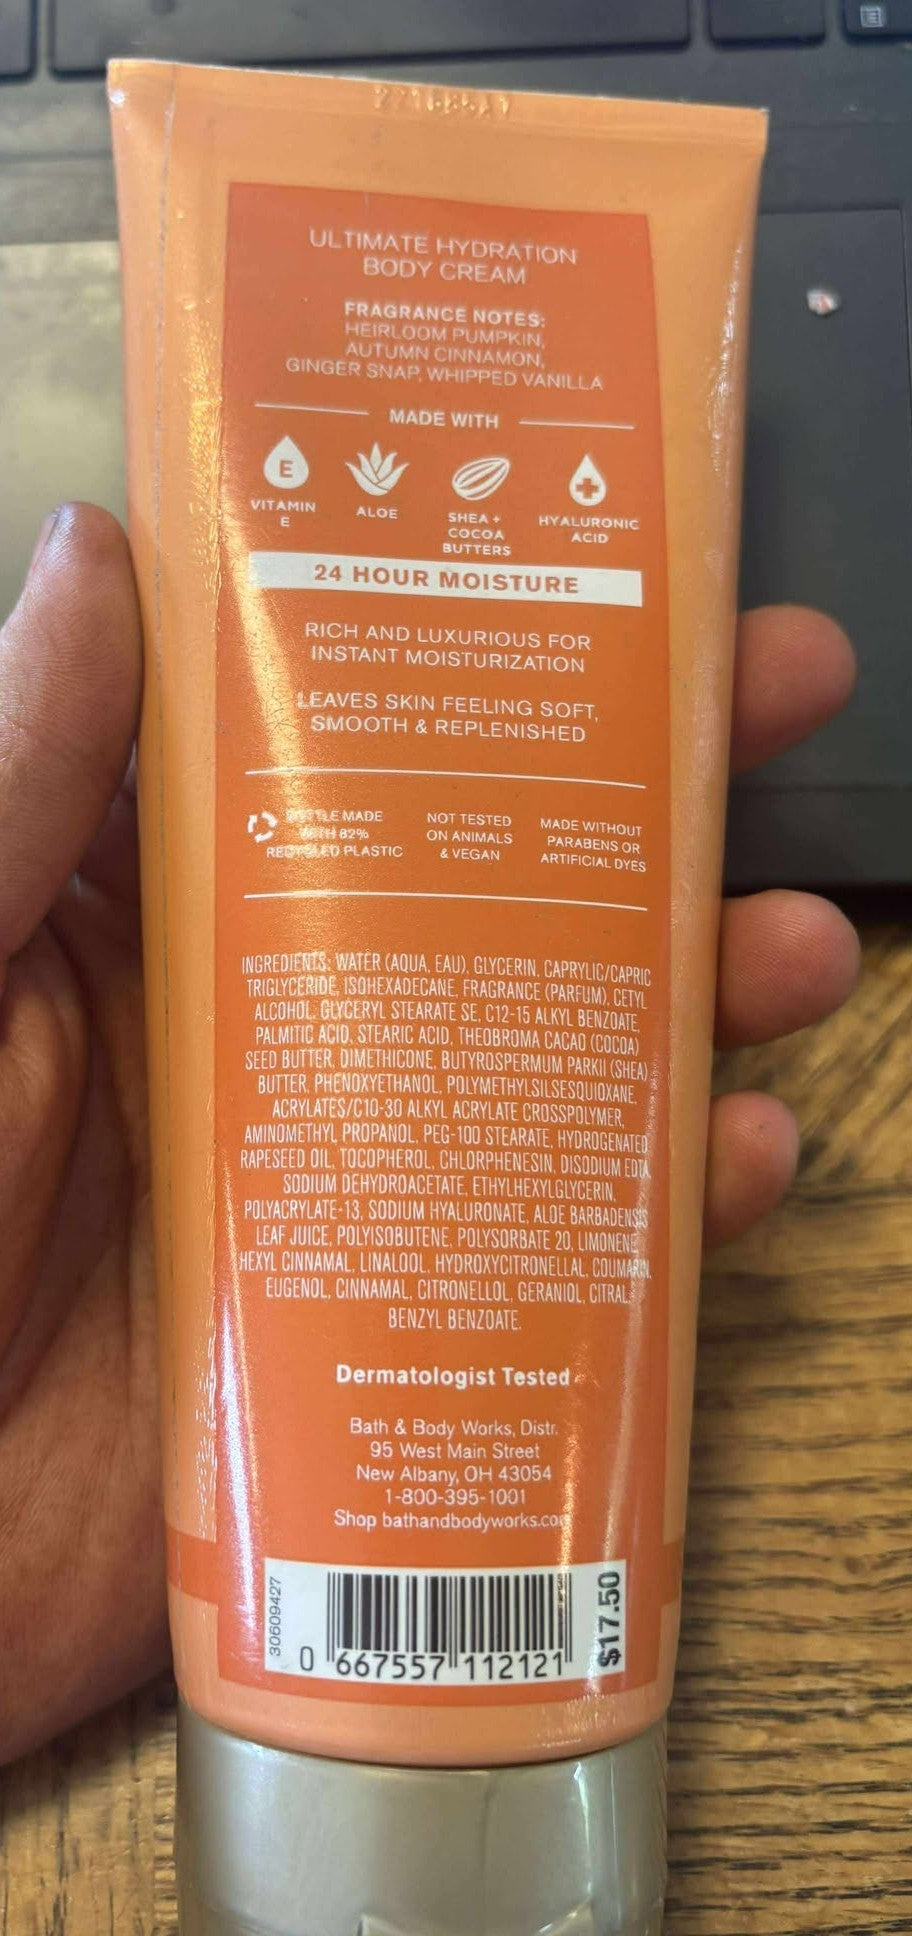 ULTIMATE HYDRATION
BODY CREAM
FRAGRANCE NOTES:
HEIRLOOM PUMPKIN,
AUTUMN CINNAMON,
GINGER SNAP, WHIPPED VANILLA
MADE WITH
E
VITAMIN
E
ALOE
SHEA +
COCOA
BUTTERS
HYALURONIC
ACID
24 HOUR MOISTURE
RICH AND LUXURIOUS FOR
INSTANT MOISTURIZATION
LEAVES SKIN FEELING SOFT,
SMOOTH & REPLENISHED
BOTTLE MADE
WITH 82%
RECYCLED PLASTIC
NOT TESTED
ON ANIMALS
& VEGAN
MADE WITHOUT
PARABENS OR
ARTIFICIAL DYES
INGREDIENTS: WATER (AQUA, EAU), GLYCERIN, CAPRYLIC/CAPRIC
TRIGLYCERIDE, ISOHEXADECANE, FRAGRANCE (PARFUM), CETYL
ALCOHOL, GLYCERYL STEARATE SE, C12-15 ALKYL BENZOATE,
PALMITIC ACID, STEARIC ACID, THEOBROMA CACAO (COCOA)
SEED BUTTER, DIMETHICONE, BUTYROSPERMUM PARKII (SHEA)
BUTTER, PHENOXYETHANOL, POLYMETHYLSILSESQUIOXANE,
ACRYLATES/C10-30 ALKYL ACRYLATE CROSSPOLYMER,
AMINOMETHYL PROPANOL, PEG-100 STEARATE, HYDROGENATED
RAPESEED OIL, TOCOPHEROL, CHLORPHENESIN, DISODIUM EDTA,
SODIUM DEHYDROACETATE, ETHYLHEXYLGLYCERIN,
POLYACRYLATE-13, SODIUM HYALURONATE, ALOE BARBADENSIS
LEAF JUICE, POLYISOBUTENE, POLYSORBATE 20, LIMONENE,
HEXYL CINNAMAL, LINALOOL, HYDROXYCITRONELLAL, COUMARIN,
EUGENOL, CINNAMAL, CITRONELLOL, GERANIOL, CITRAL,
BENZYL BENZOATE.
Dermatologist Tested
Bath & Body Works, Distr.
95 West Main Street
New Albany, OH 43054
1-800-395-1001
Shop bathandbodyworks.com
30609427
0 667557 112121
$17.50